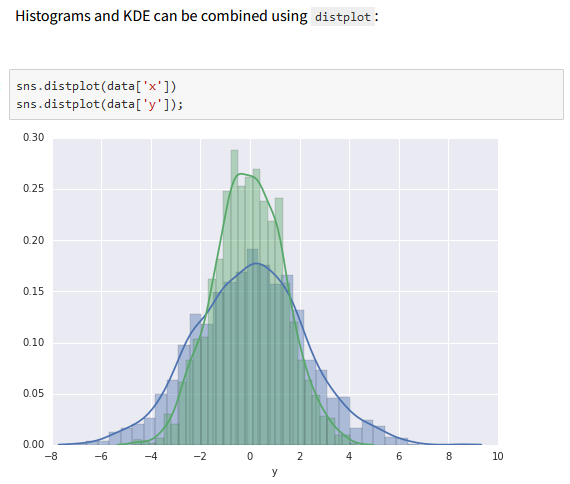 Histograms and KDE can be combined using distplot:
sns.distplot(data['x'])
sns.distplot(data['y']);
0.30
0.25
0.20
0.15
0.10
0.05
0.00
−8 −6 −4 −2 0 2 4 6 8 10
y